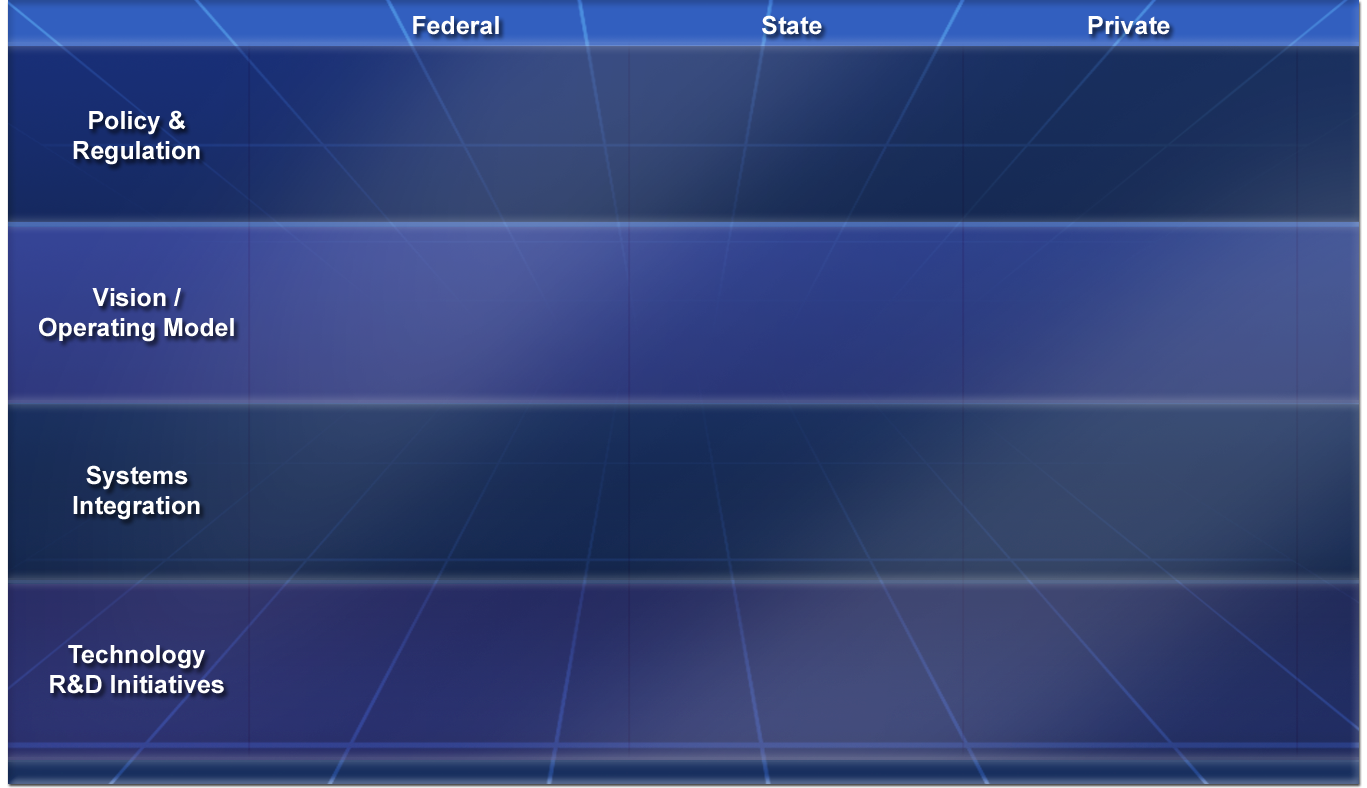 Federal State Private
Policy &
Regulation
Vision /
Operating Model
Systems
Integration
Technology
R&D Initiatives